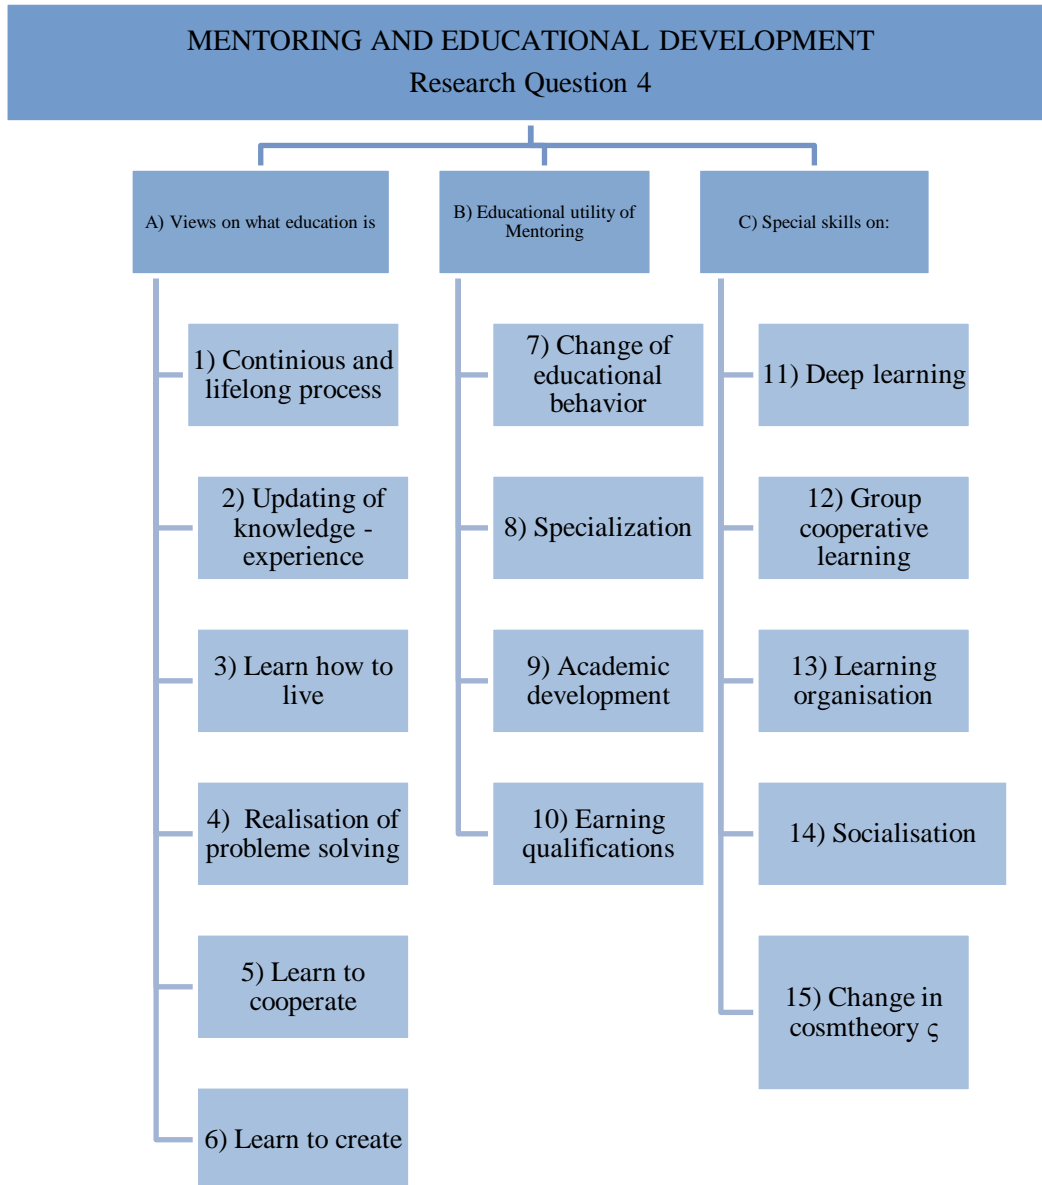 MENTORING AND EDUCATIONAL DEVELOPMENT
Research Question 4
A) Views on what education is
1) Continious and
lifelong process
2) Updating of
knowledge -
experience
3) Learn how to
live
4) Realisation of
probleme solving
5) Learn to
cooperate
6) Learn to create
B) Educational utility of
Mentoring
7) Change of
educational
behavior
8) Specialization
9) Academic
development
10) Earning
qualifications
C) Special skills on:
11) Deep learning
12) Group
cooperative
learning
13) Learning
organisation
14) Socialisation
15) Change in
cosmtheory ς